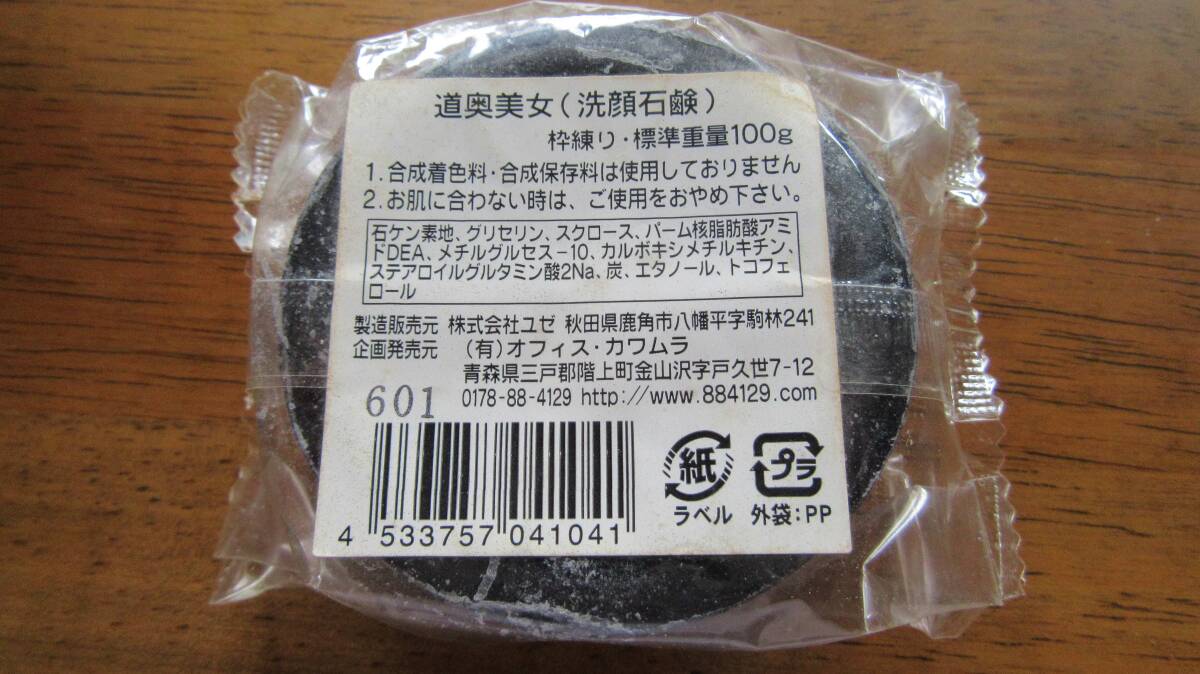 道奥美女(洗顔石鹸)
枠練り・標準重量100g
1.合成着色料・合成保存料は使用しておりません
2.お肌に合わない時は、ご使用をおやめ下さい。
石ケン素地、グリセリン、スクロース、パーム核脂肪酸アミ
ドDEA、メチルグルセス-10、カルボキシメチルキチン、
ステアロイルグルタミン酸2Na、炭、エタノール、トコフェ
ロール
製造販売元 株式会社ユゼ 秋田県鹿角市八幡平字駒林241
企画発売元 (有)オフィス・カワムラ
青森県三戸郡階上町金山沢字戸久世7-12
601 0178-88-4129 http://www.884129.com
紙 プラ
ラベル 外袋:PP
4 533757 041041